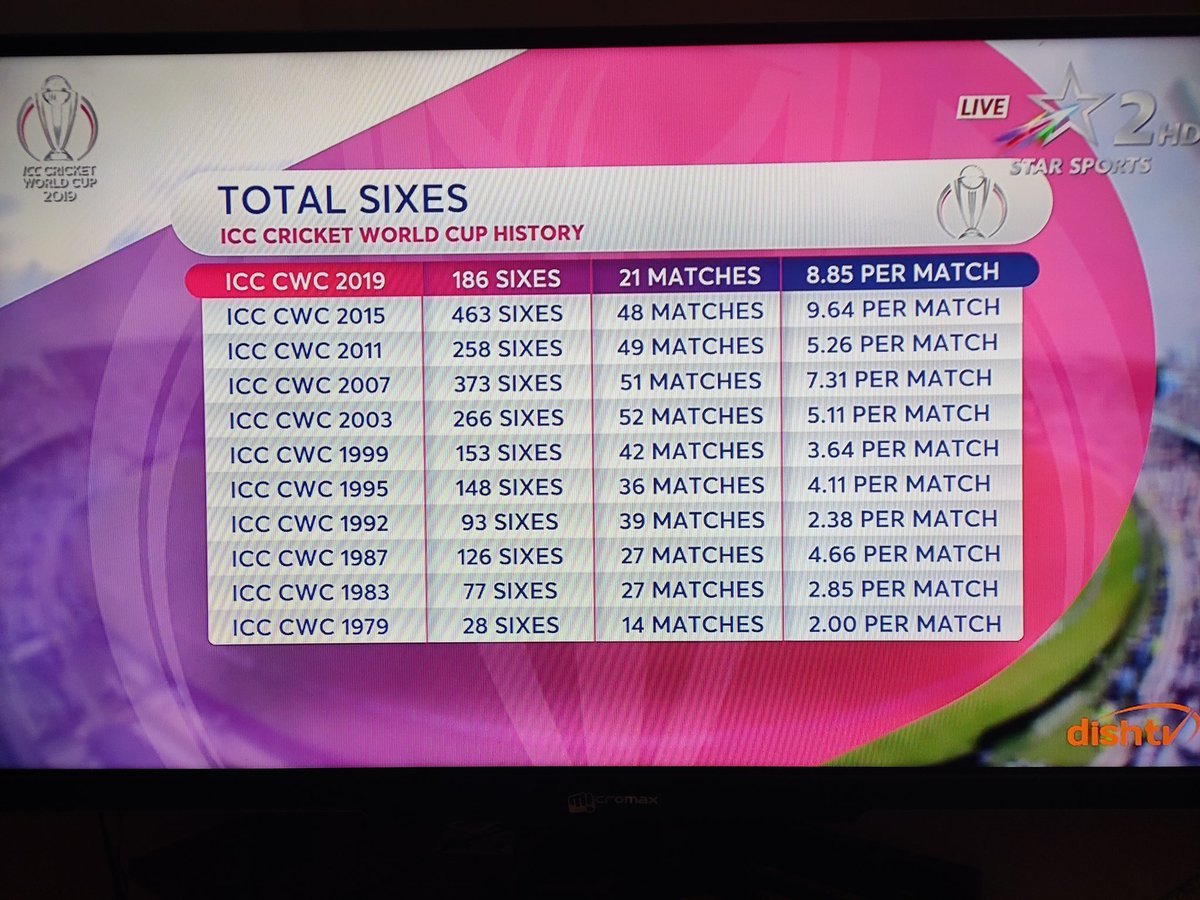 ICC CRICKET
WORLD CUP
2019
LIVE
2 HD
STAR SPORTS
TOTAL SIXES
ICC CRICKET WORLD CUP HISTORY
ICC CWC 2019 186 SIXES 21 MATCHES 8.85 PER MATCH
ICC CWC 2015 463 SIXES 48 MATCHES 9.64 PER MATCH
ICC CWC 2011 258 SIXES 49 MATCHES 5.26 PER MATCH
ICC CWC 2007 373 SIXES 51 MATCHES 7.31 PER MATCH
ICC CWC 2003 266 SIXES 52 MATCHES 5.11 PER MATCH
ICC CWC 1999 153 SIXES 42 MATCHES 3.64 PER MATCH
ICC CWC 1995 148 SIXES 36 MATCHES 4.11 PER MATCH
ICC CWC 1992 93 SIXES 39 MATCHES 2.38 PER MATCH
ICC CWC 1987 126 SIXES 27 MATCHES 4.66 PER MATCH
ICC CWC 1983 77 SIXES 27 MATCHES 2.85 PER MATCH
ICC CWC 1979 28 SIXES 14 MATCHES 2.00 PER MATCH
dishtv
micromax